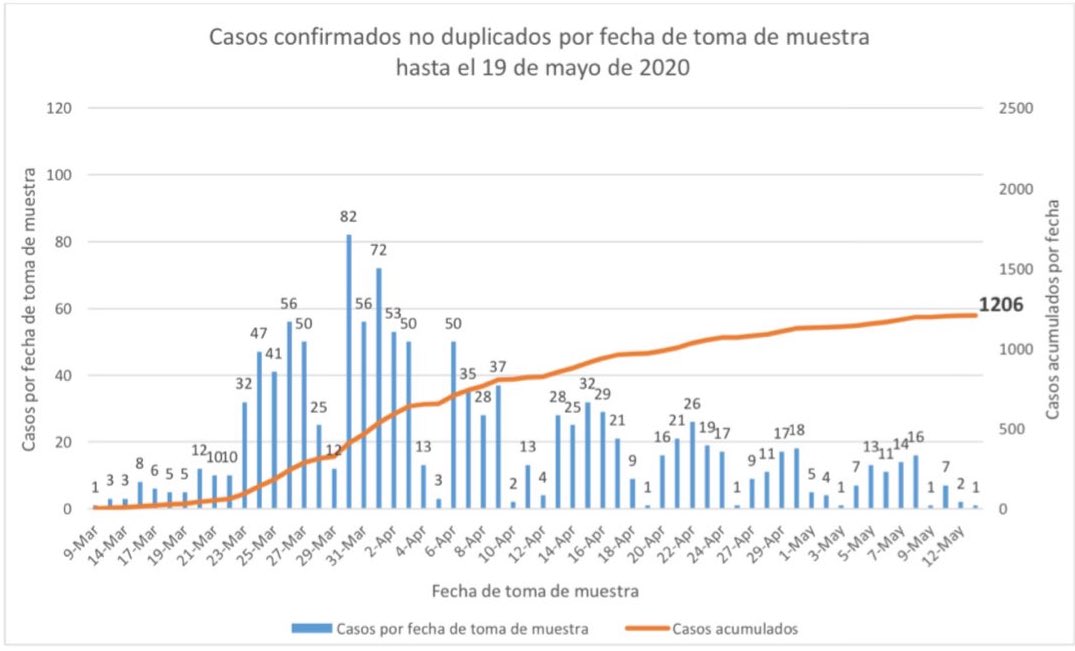 Casos confirmados no duplicados por fecha de toma de muestra
hasta el 19 de mayo de 2020
Casos por fecha de toma de muestra
120
100
80
60
40
20
0
1 3 3 8 6 5 5 12 10 10 32 47 41 56 50 25 12 82 56 72 53 50 13 3 50 35 28 37 2 13 4 28 25 32 29 21 9 1 16 21 26 19 17 1 9 11 17 18 5 4 1 7 13 11 14 16 1 7 2 1
1206
2500
2000
1500
1000
500
0
Casos acumulados por fecha
9-Mar 14-Mar 17-Mar 19-Mar 21-Mar 23-Mar 25-Mar 27-Mar 29-Mar 31-Mar 2-Apr 4-Apr 6-Apr 8-Apr 10-Apr 12-Apr 14-Apr 16-Apr 18-Apr 20-Apr 22-Apr 24-Apr 27-Apr 29-Apr 1-May 3-May 5-May 7-May 9-May 12-May
Fecha de toma de muestra
Casos por fecha de toma de muestra
Casos acumulados